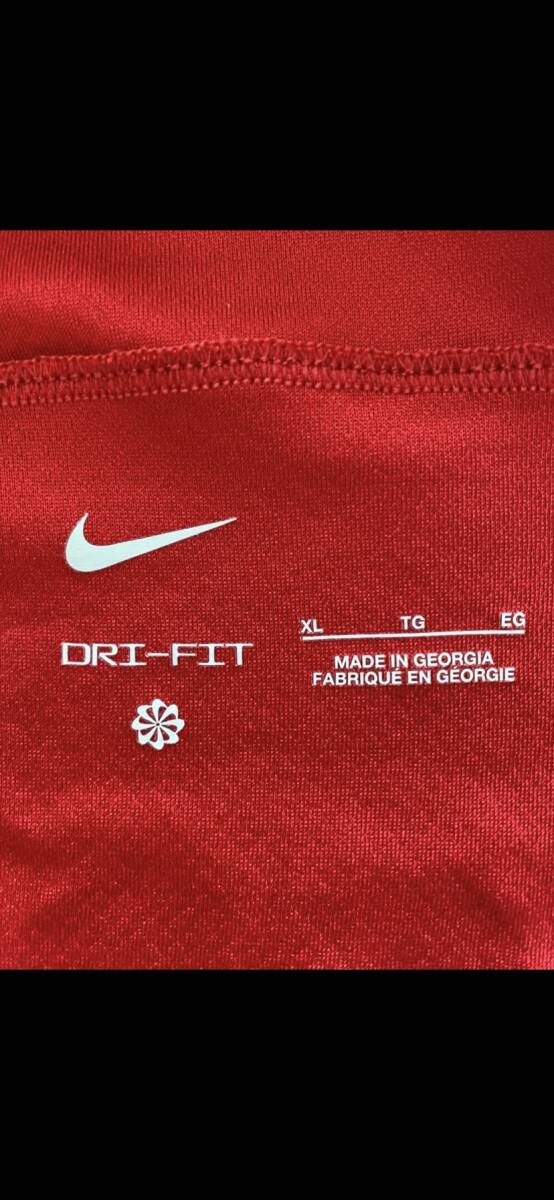 DRI-FIT
XL TG EG
MADE IN GEORGIA
FABRIQUÉ EN GÉORGIE